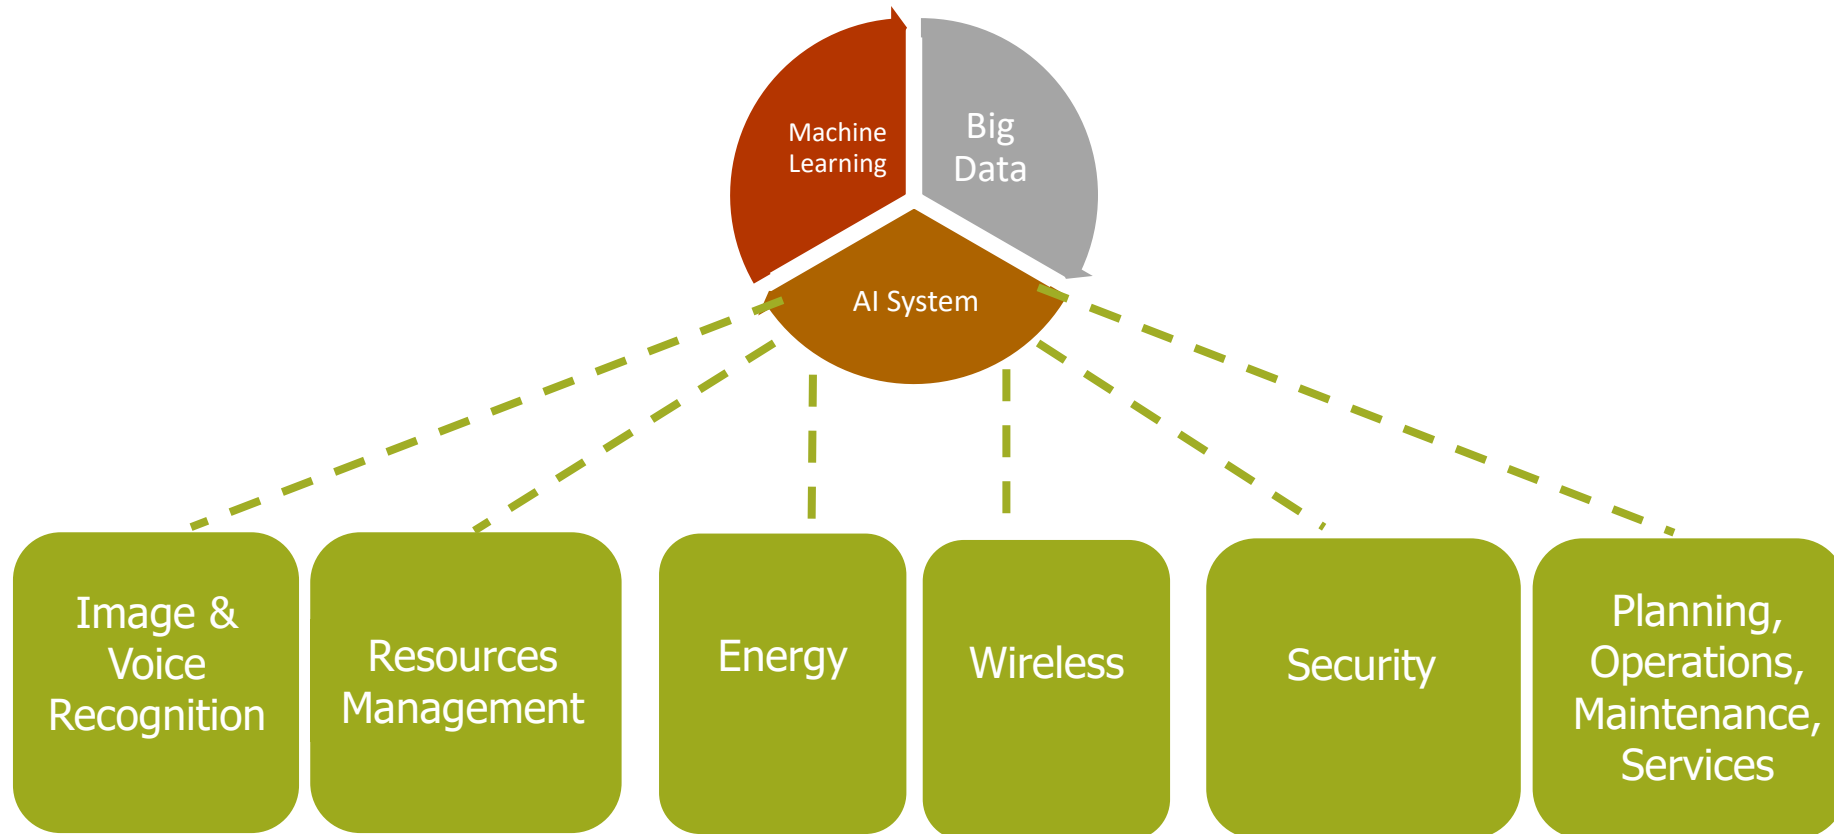 Machine
Learning
Big
Data
AI System
Image &
Voice
Recognition
Resources
Management
Energy
Wireless
Security
Planning,
Operations,
Maintenance,
Services